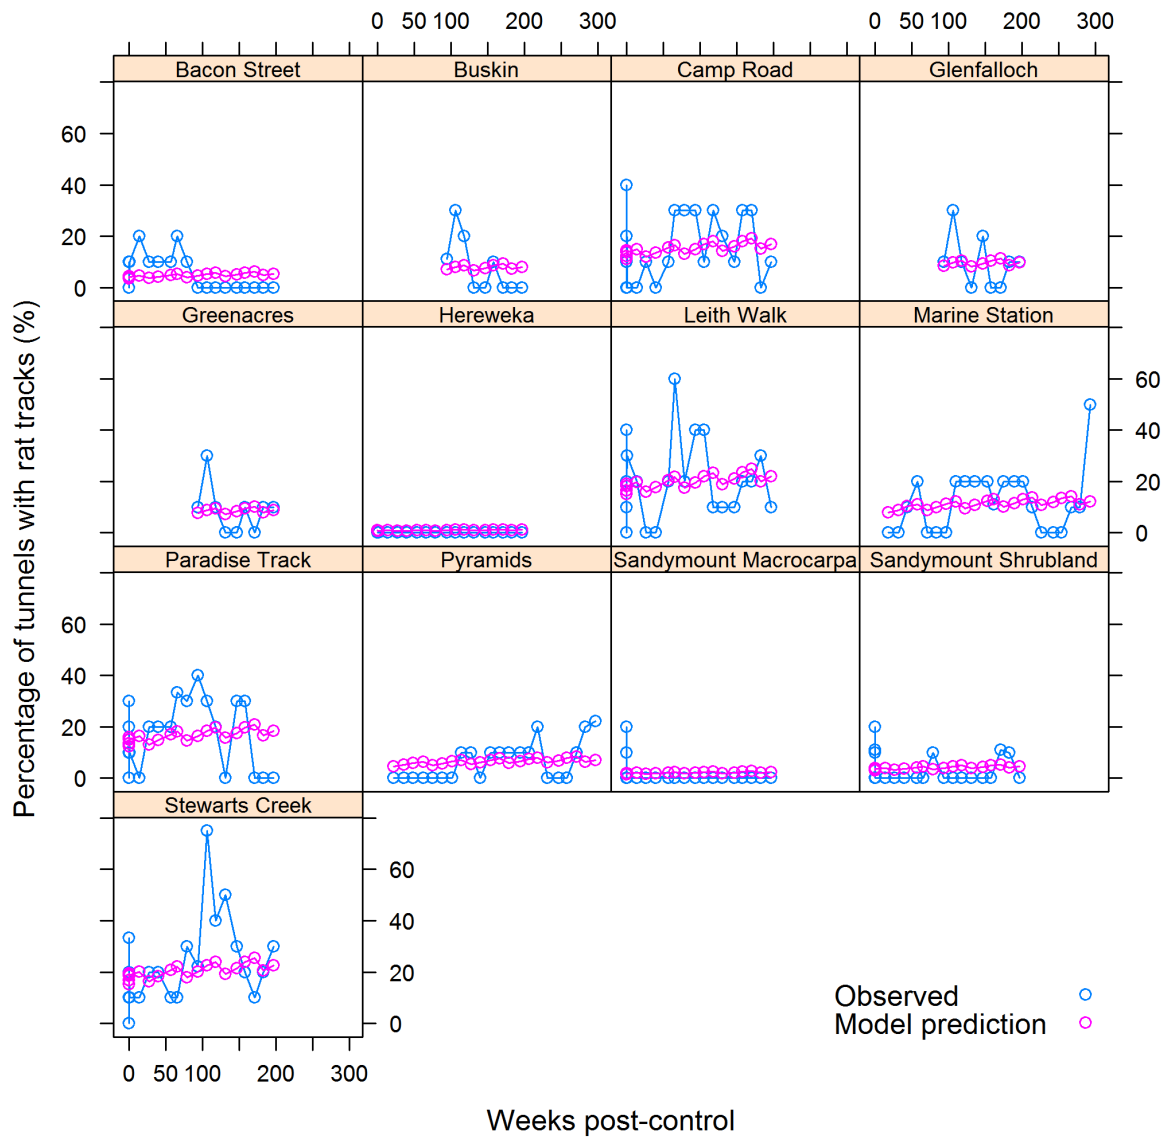 0 50 100 200 300 0 50 100 200 300
Bacon Street Buskin Camp Road Glenfalloch
60
40
20
0
Greenacres Hereweka Leith Walk Marine Station
60
40
20
0
Paradise Track Pyramids Sandymount Macrocarpa Sandymount Shrubland
60
40
20
0
Stewarts Creek
60
40
20
0
0 50 100 200 300
Percentage of tunnels with rat tracks (%)
Weeks post-control
Observed
Model prediction